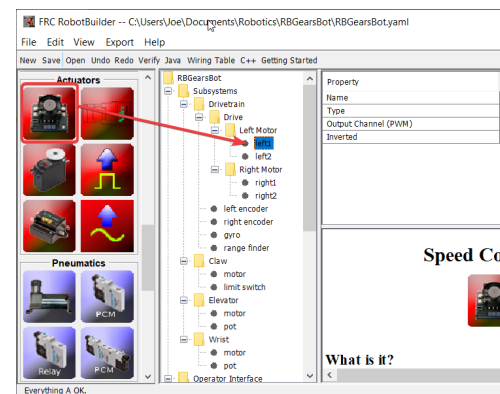 FRC RobotBuilder -- C:\Users\Joe\Documents\Robotics\RBGearsBot\RBGearsBot.yaml
File Edit View Export Help
New Save Open Undo Redo Verify Java Wiring Table C++ Getting Started
Actuators
Pneumatics
PCM
Relay
PCM
RBGearsBot
Subsystems
Drivetrain
Drive
Left Motor
left1
left2
Right Motor
right1
right2
left encoder
right encoder
gyro
range finder
Claw
motor
limit switch
Elevator
motor
pot
Wrist
motor
pot
Operator Interface
Property
Name
Type
Output Channel (PWM)
Inverted
Speed Co
What is it?
Everything A OK.